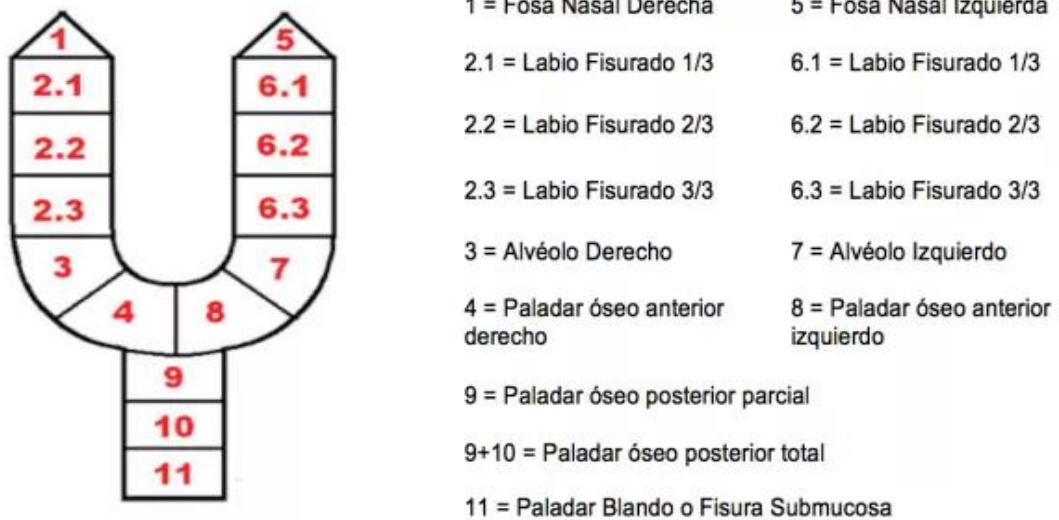 1
5
2.1
6.1
2.2
6.2
2.3
6.3
3
7
4
8
9
10
11
1 = Fosa Nasal Derecha
5 = Fosa Nasal Izquierda
2.1 = Labio Fisurado 1/3
6.1 = Labio Fisurado 1/3
2.2 = Labio Fisurado 2/3
6.2 = Labio Fisurado 2/3
2.3 = Labio Fisurado 3/3
6.3 = Labio Fisurado 3/3
3 = Alvéolo Derecho
7 = Alvéolo Izquierdo
4 = Paladar óseo anterior
derecho
8 = Paladar óseo anterior
izquierdo
9 = Paladar óseo posterior parcial
9+10 = Paladar óseo posterior total
11 = Paladar Blando o Fisura Submucosa